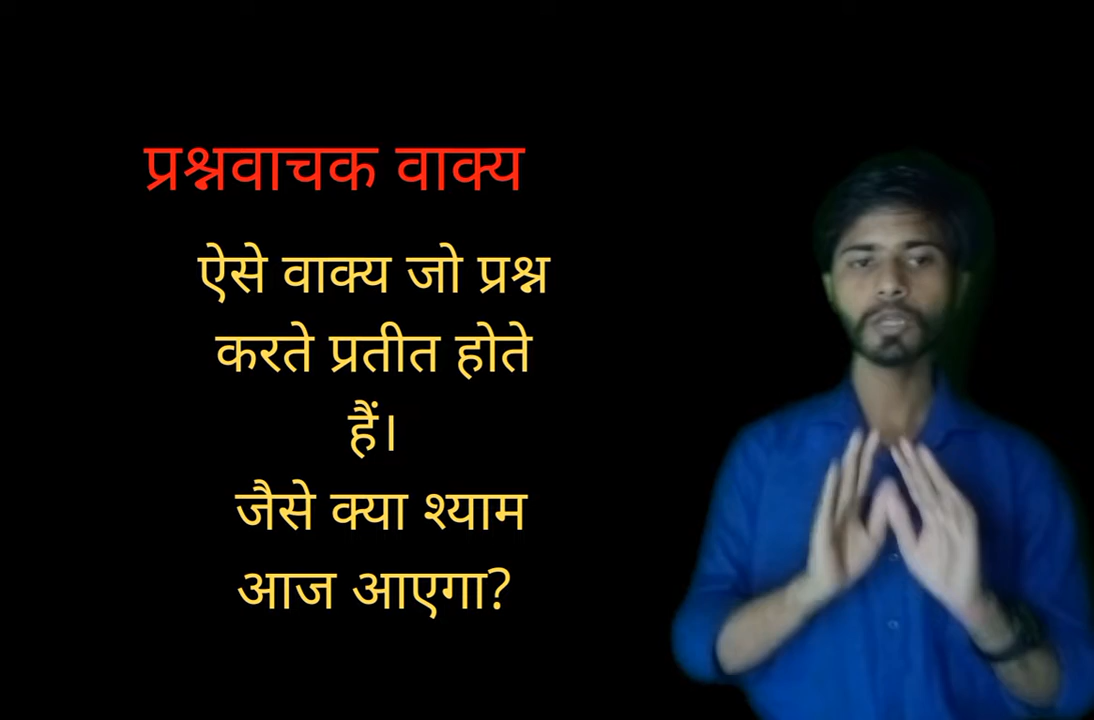 प्रश्नवाचक वाक्य
ऐसे वाक्य जो प्रश्न
करते प्रतीत होते
हैं।
जैसे क्या श्याम
आज आएगा?